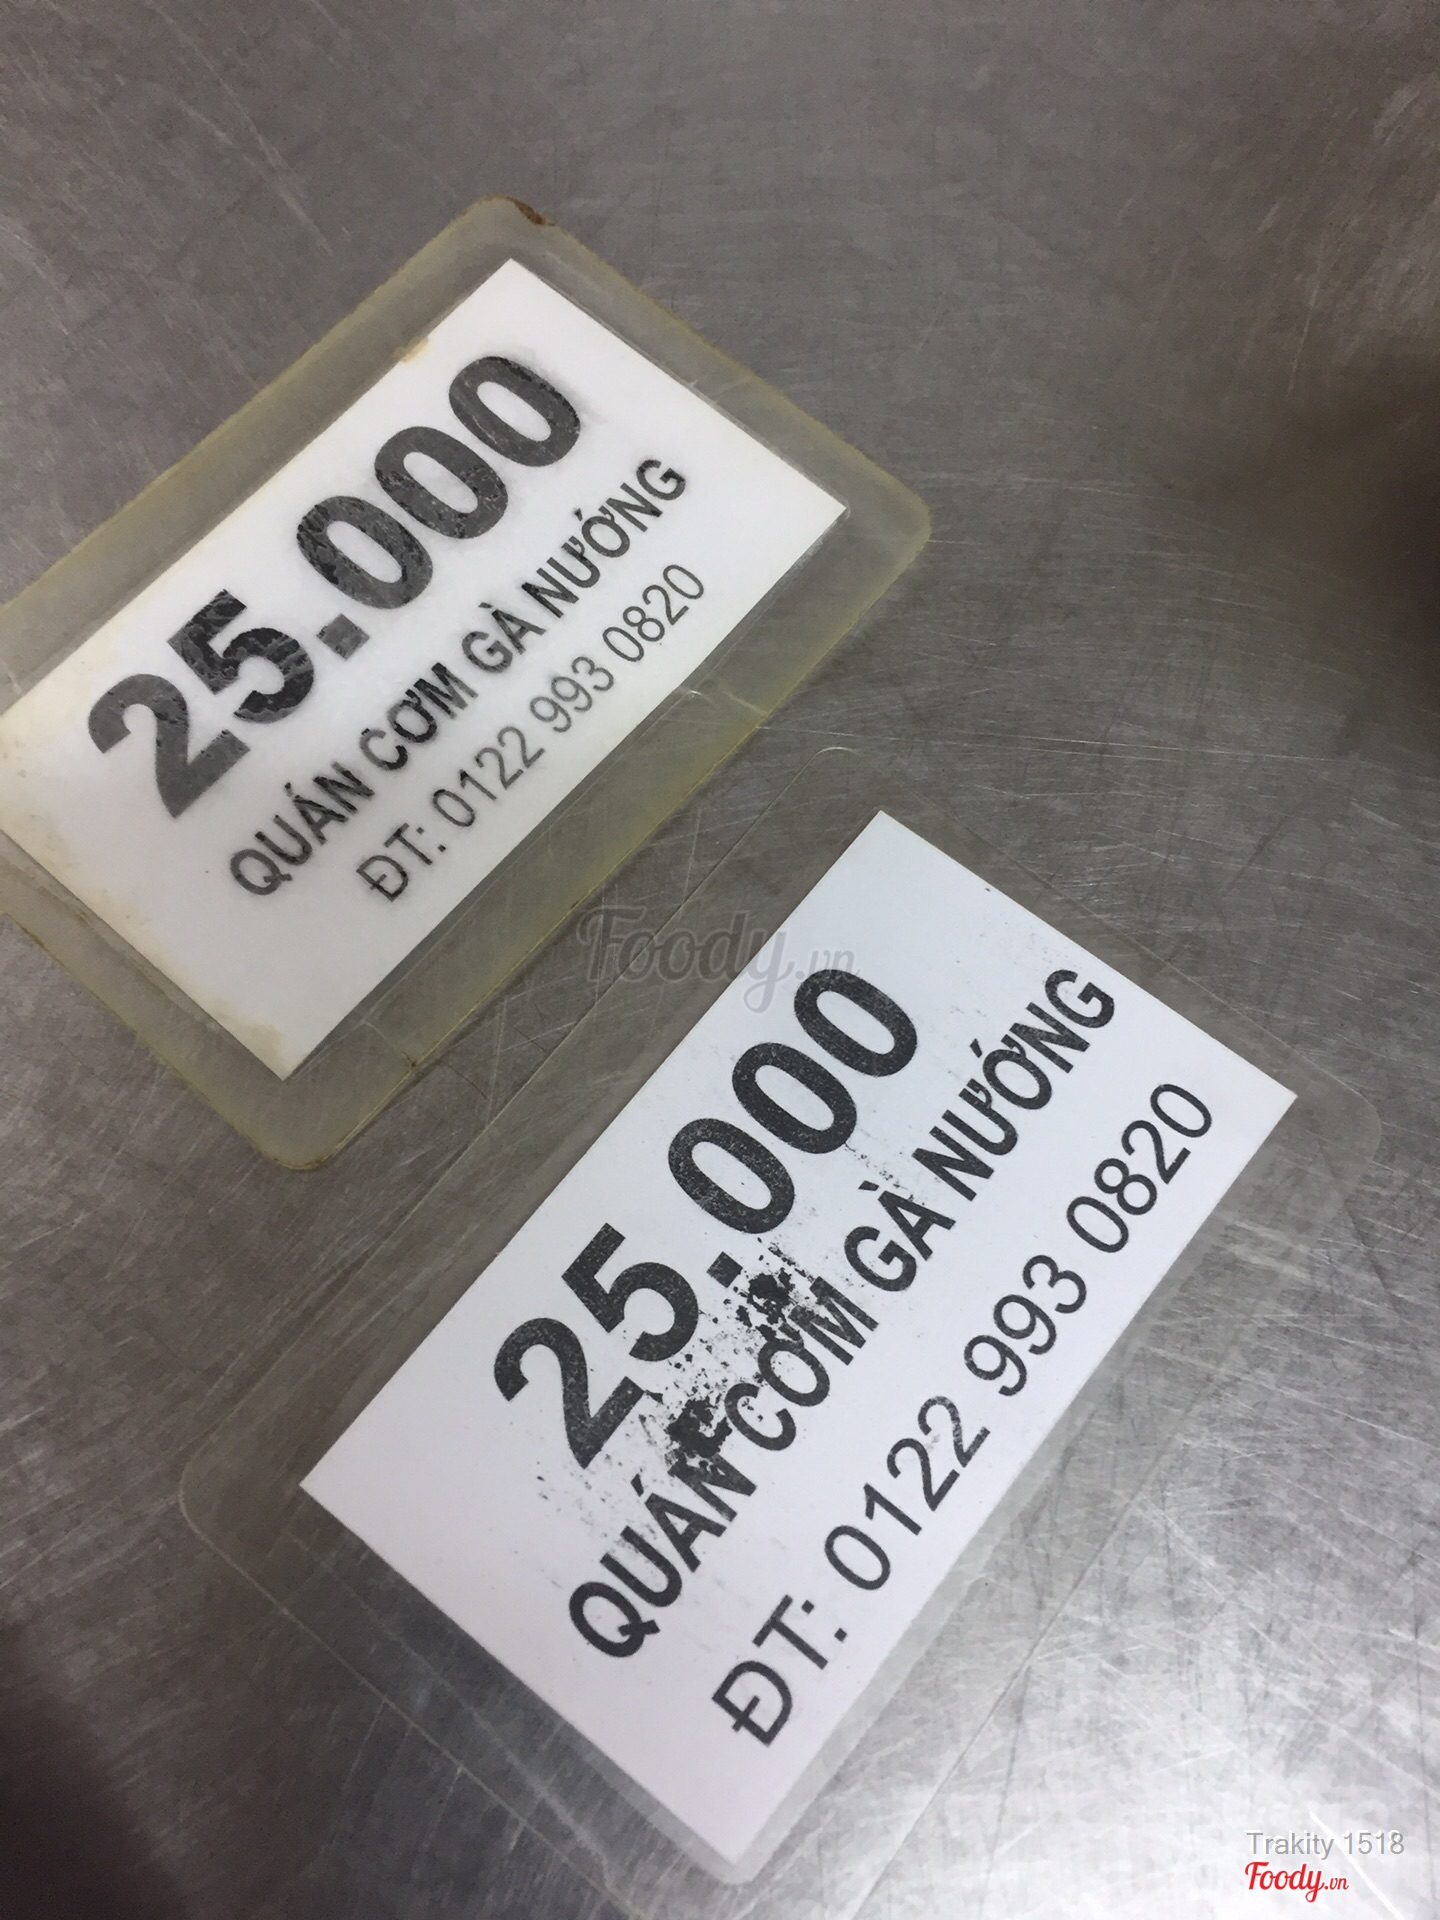 25.000
QUÁN CƠM GÀ NƯỚNG
ĐT: 0122 993 0820
Foody.vn
25.000
QUÁN CƠM GÀ NƯỚNG
ĐT: 0122 993 0820
Trakity 1518
Foody.vn